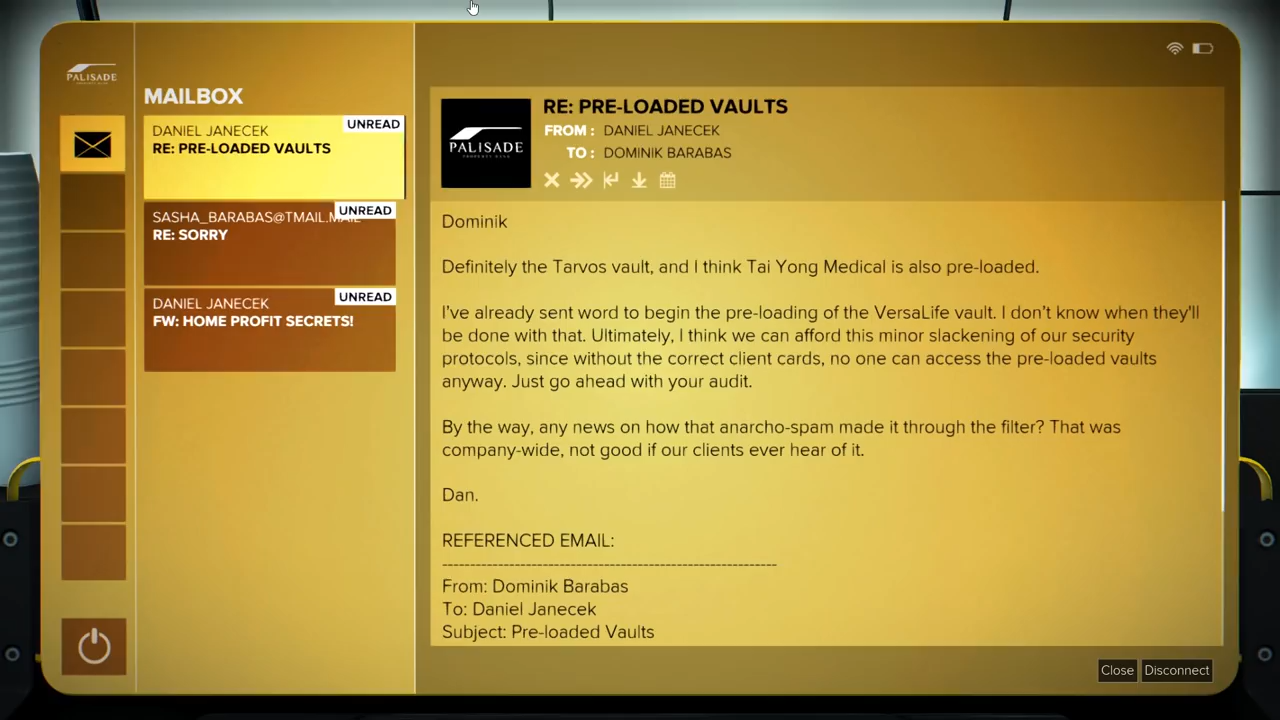 PALISADE
MAILBOX
DANIEL JANECEK
UNREAD
RE: PRE-LOADED VAULTS
SASHA_BARABAS@TMAIL.MAIL
UNREAD
RE: SORRY
DANIEL JANECEK
UNREAD
FW: HOME PROFIT SECRETS!
PALISADE
PROPERTY BANK
RE: PRE-LOADED VAULTS
FROM : DANIEL JANECEK
TO : DOMINIK BARABAS
Dominik
Definitely the Tarvos vault, and I think Tai Yong Medical is also pre-loaded.
I've already sent word to begin the pre-loading of the VersaLife vault. I don't know when they'll
be done with that. Ultimately, I think we can afford this minor slackening of our security
protocols, since without the correct client cards, no one can access the pre-loaded vaults
anyway. Just go ahead with your audit.
By the way, any news on how that anarcho-spam made it through the filter? That was
company-wide, not good if our clients ever hear of it.
Dan.
REFERENCED EMAIL:
------------------------------------------------------------
From: Dominik Barabas
To: Daniel Janecek
Subject: Pre-loaded Vaults
Close
Disconnect